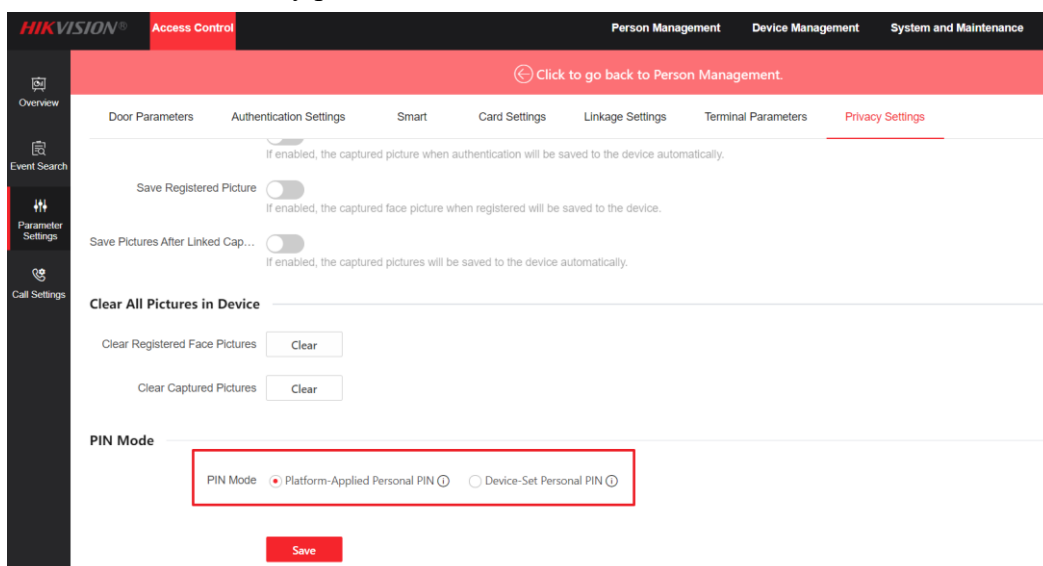 HIKVISION® Access Control Person Management Device Management System and Maintenance
Click to go back to Person Management.
Overview
Event Search
Parameter Settings
Call Settings
Door Parameters Authentication Settings Smart Card Settings Linkage Settings Terminal Parameters Privacy Settings
If enabled, the captured picture when authentication will be saved to the device automatically.
Save Registered Picture
If enabled, the captured face picture when registered will be saved to the device.
Save Pictures After Linked Cap...
If enabled, the captured pictures will be saved to the device automatically.
Clear All Pictures in Device
Clear Registered Face Pictures Clear
Clear Captured Pictures Clear
PIN Mode
PIN Mode Platform-Applied Personal PIN Device-Set Personal PIN
Save